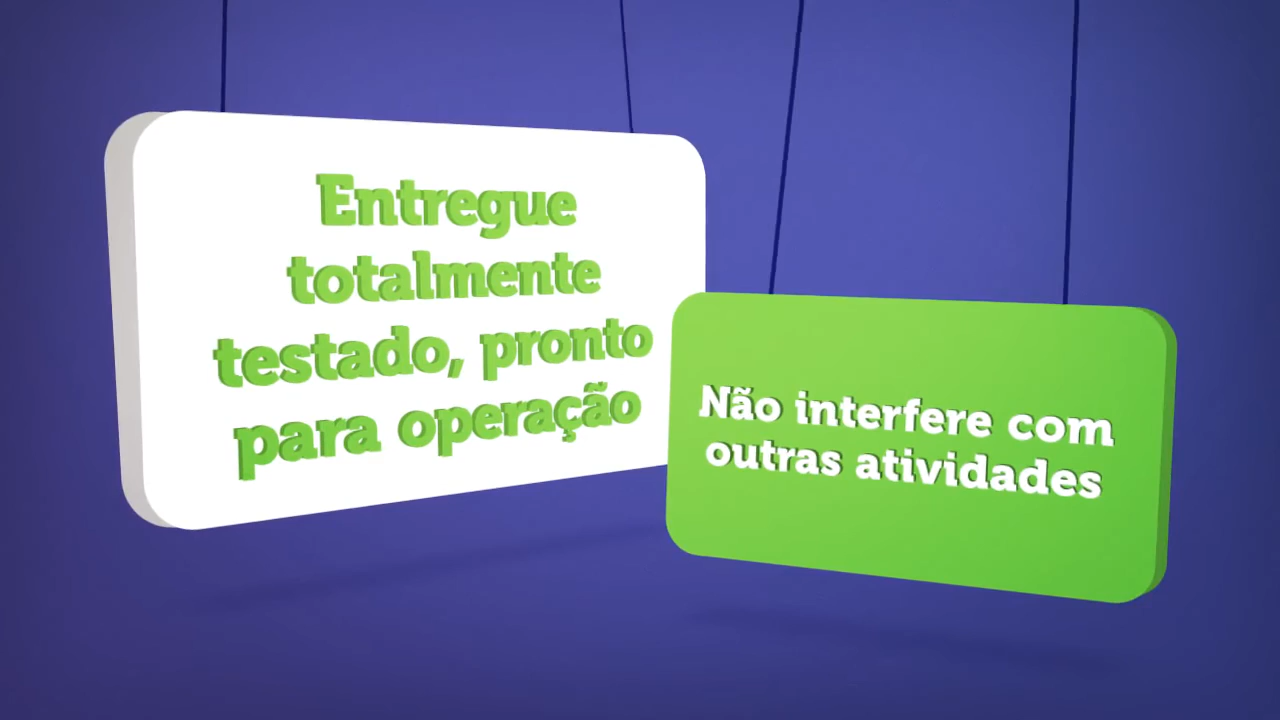 Entregue
totalmente
testado, pronto
para operação
Não interfere com
outras atividades